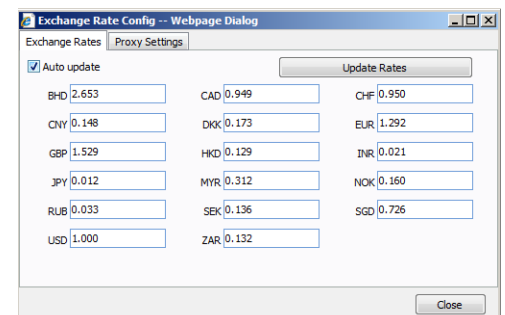 Exchange Rate Config -- Webpage Dialog
Exchange Rates Proxy Settings
Auto update Update Rates
BHD 2.653 CAD 0.949 CHF 0.950
CNY 0.148 DKK 0.173 EUR 1.292
GBP 1.529 HKD 0.129 INR 0.021
JPY 0.012 MYR 0.312 NOK 0.160
RUB 0.033 SEK 0.136 SGD 0.726
USD 1.000 ZAR 0.132
Close